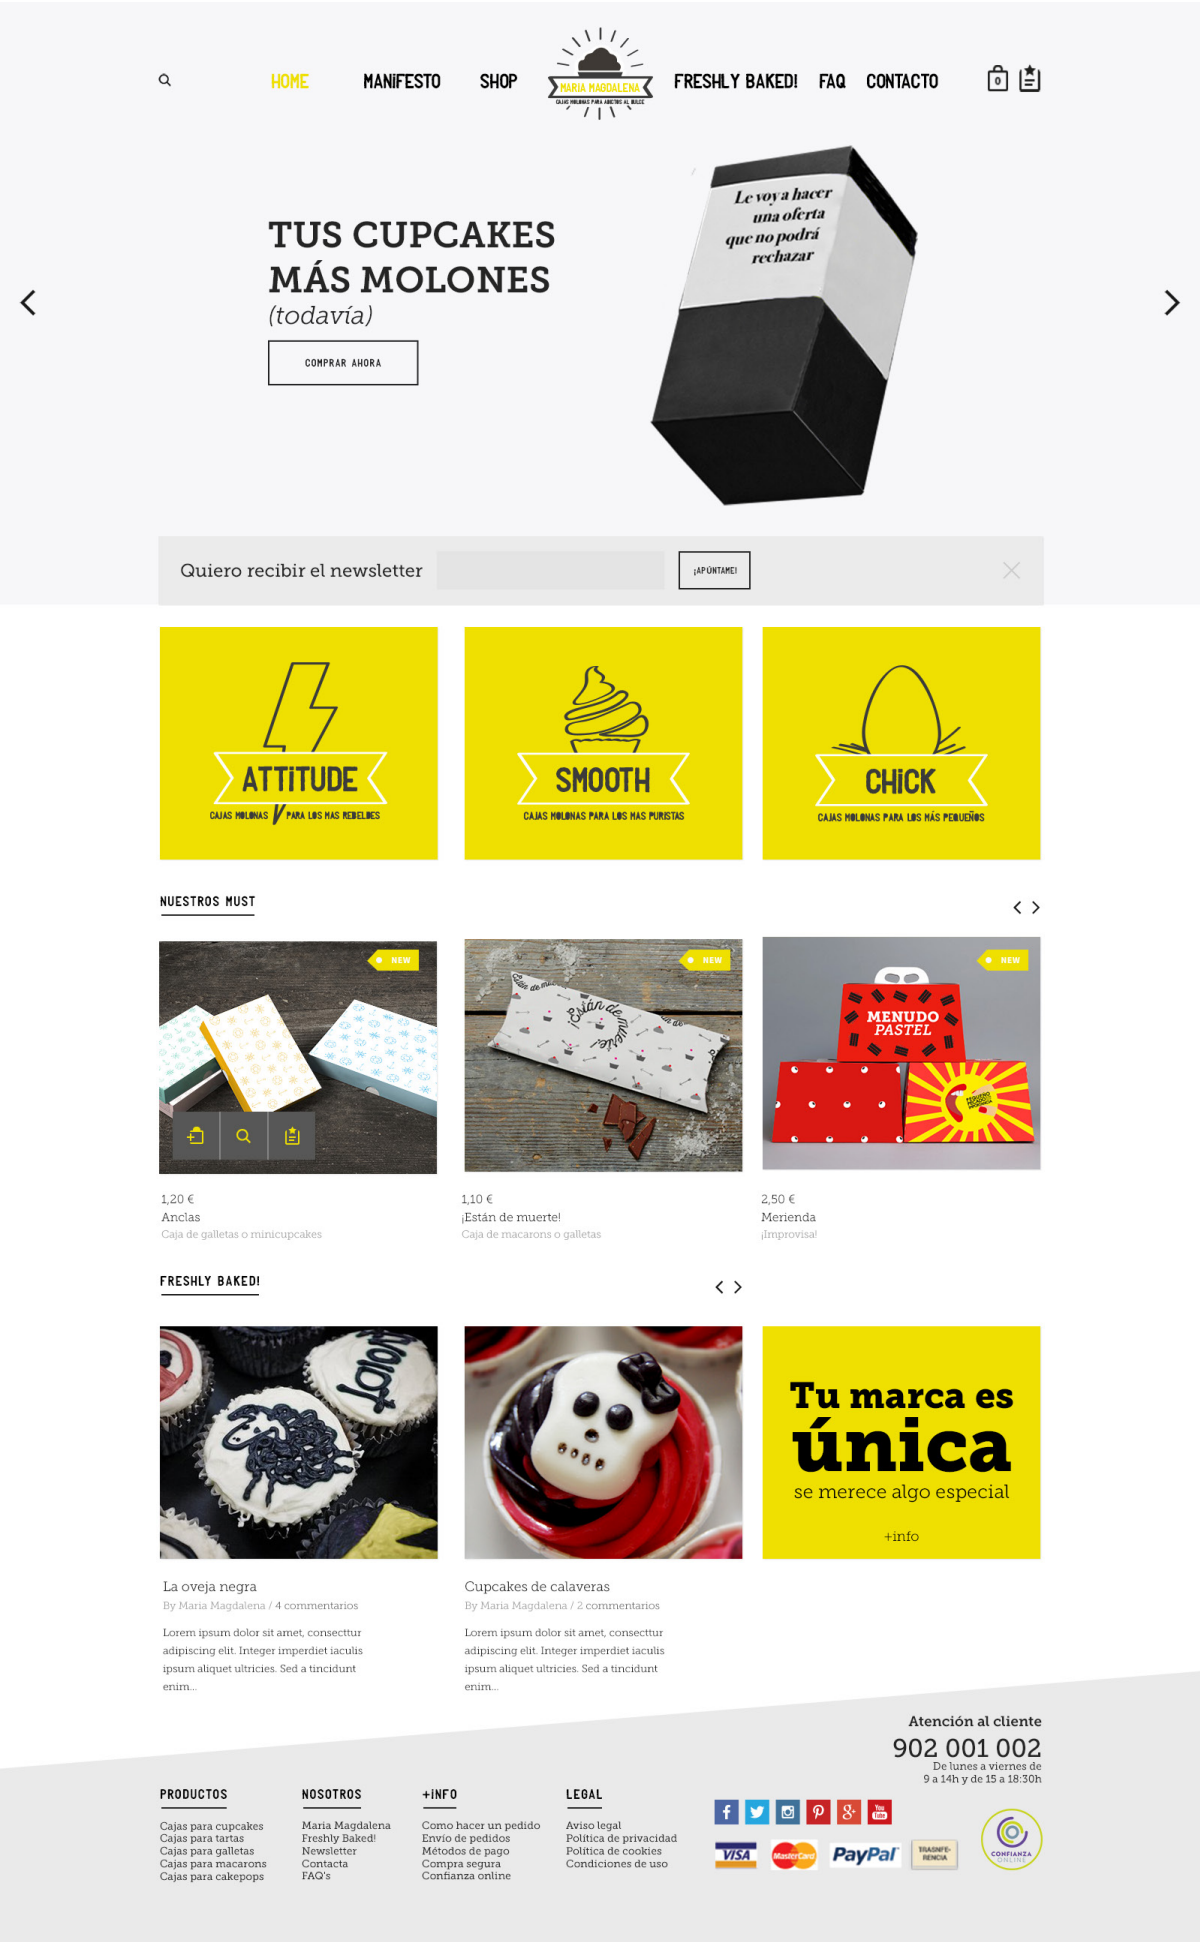 HOME
MANiFESTO
SHOP
MARIA MAGDALENA
CAJAS MOLONAS PARA ADICTOS AL DULCE
FRESHLY BAKED!
FAQ
CONTACTO
0
TUS CUPCAKES
MÁS MOLONES
(todavía)
COMPRAR AHORA
Le voy a hacer
una oferta
que no podrá
rechazar
Quiero recibir el newsletter
¡APÚNTAME!
ATTiTUDE
CAJAS MOLONAS PARA LOS MAS REBELDES
SMOOTH
CAJAS MOLONAS PARA LOS MAS PURISTAS
CHiCK
CAJAS MOLONAS PARA LOS MÁS PEQUEÑOS
NUESTROS MUST
NEW
NEW
¡Están de muerte!
NEW
MENUDO
PASTEL
1,20 €
Anclas
Caja de galletas o minicupcakes
1,10 €
¡Están de muerte!
Caja de macarons o galletas
2,50 €
Merienda
¡Improvisa!
FRESHLY BAKED!
Tu marca es
única
se merece algo especial
+info
La oveja negra
By Maria Magdalena / 4 commentarios
Lorem ipsum dolor sit amet, consecttur
adipiscing elit. Integer imperdiet iaculis
ipsum aliquet ultricies. Sed a tincidunt
enim...
Cupcakes de calaveras
By Maria Magdalena / 2 commentarios
Lorem ipsum dolor sit amet, consecttur
adipiscing elit. Integer imperdiet iaculis
ipsum aliquet ultricies. Sed a tincidunt
enim...
Atención al cliente
902 001 002
De lunes a viernes de
9 a 14h y de 15 a 18:30h
PRODUCTOS
Cajas para cupcakes
Cajas para tartas
Cajas para galletas
Cajas para macarons
Cajas para cakepops
NOSOTROS
Maria Magdalena
Freshly Baked!
Newsletter
Contacta
FAQ's
+iNFO
Como hacer un pedido
Envío de pedidos
Métodos de pago
Compra segura
Confianza online
LEGAL
Aviso legal
Política de privacidad
Política de cookies
Condiciones de uso
f
g+
You
Tube
VISA
MasterCard
PayPal
TRASNFE-
RENCIA
CONFIANZA
ONLINE